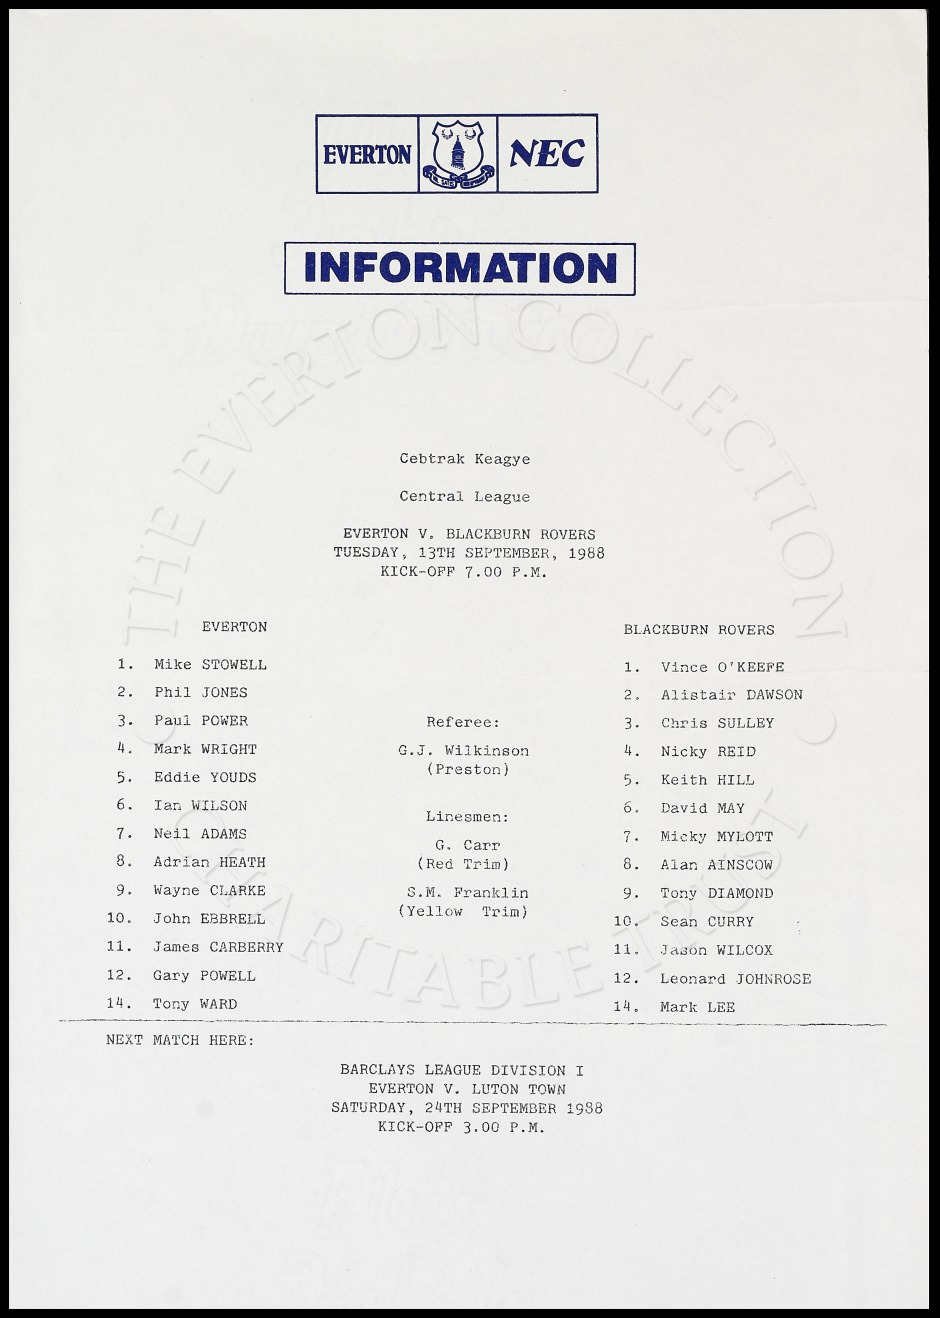 EVERTON NEC
INFORMATION
THE EVERTON COLLECTION
CHARITABLE TRUST
Cebtrak Keagye
Central League
EVERTON V. BLACKBURN ROVERS
TUESDAY, 13TH SEPTEMBER, 1988
KICK-OFF 7.00 P.M.
EVERTON
1. Mike STOWELL
2. Phil JONES
3. Paul POWER
4. Mark WRIGHT
5. Eddie YOUDS
6. Ian WILSON
7. Neil ADAMS
8. Adrian HEATH
9. Wayne CLARKE
10. John EBBRELL
11. James CARBERRY
12. Gary POWELL
14. Tony WARD
Referee:
G.J. Wilkinson
(Preston)
Linesmen:
G. Carr
(Red Trim)
S.M. Franklin
(Yellow Trim)
BLACKBURN ROVERS
1. Vince O'KEEFE
2. Alistair DAWSON
3. Chris SULLEY
4. Nicky REID
5. Keith HILL
6. David MAY
7. Micky MYLOTT
8. Alan AINSCOW
9. Tony DIAMOND
10. Sean CURRY
11. Jason WILCOX
12. Leonard JOHNROSE
14. Mark LEE
NEXT MATCH HERE:
BARCLAYS LEAGUE DIVISION I
EVERTON V. LUTON TOWN
SATURDAY, 24TH SEPTEMBER 1988
KICK-OFF 3.00 P.M.